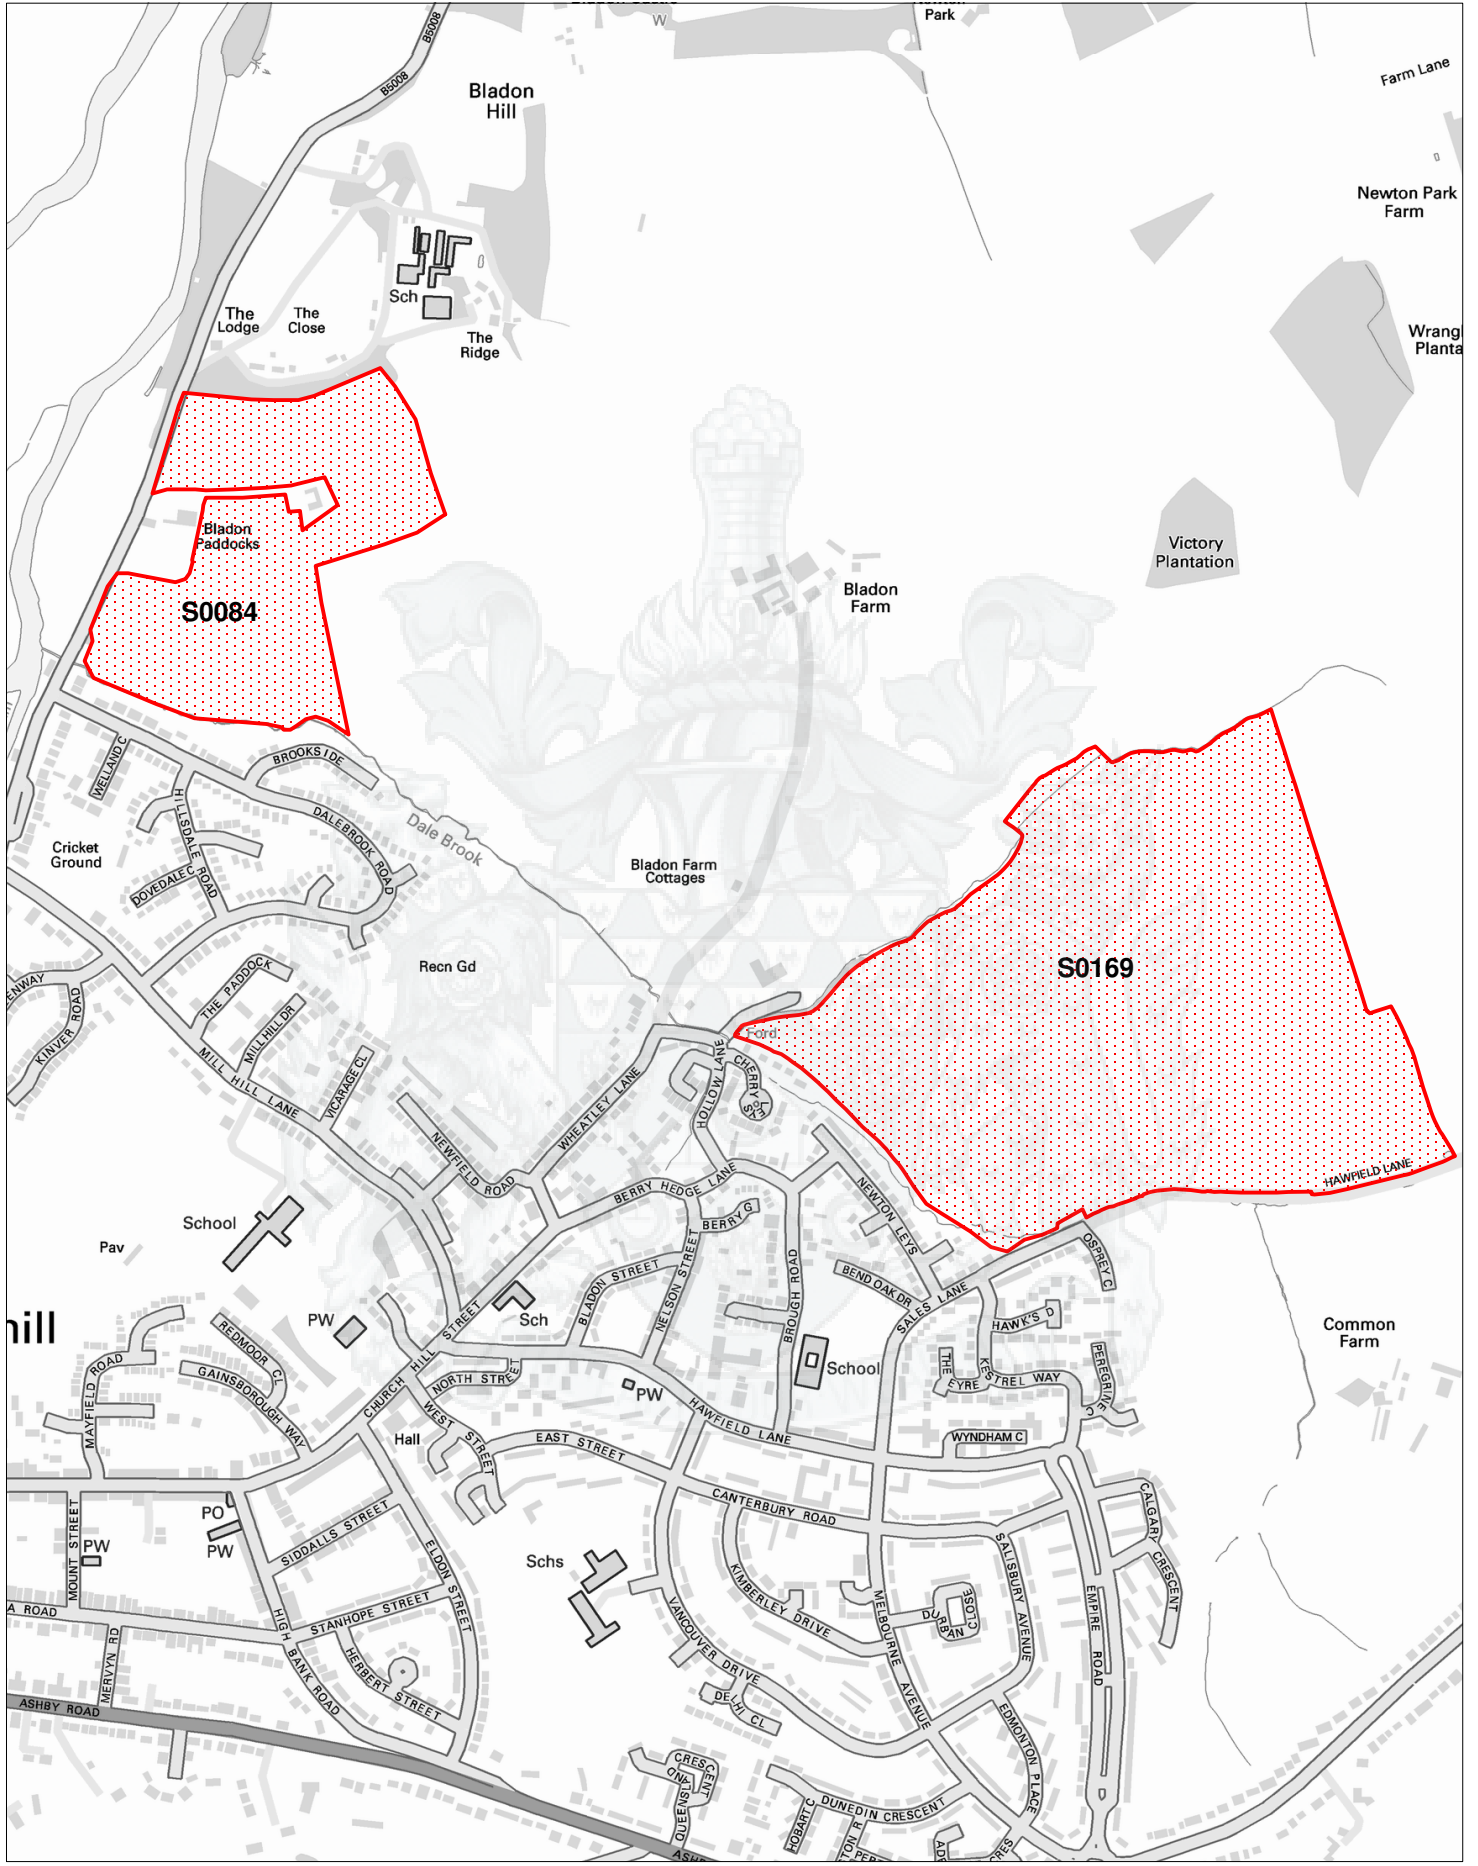 W
Park
B5008
B5008
Bladon
Hill
Farm Lane
Newton Park
Farm
Sch
The
Lodge
The
Close
The
Ridge
Bladon
Paddocks
S0084
Bladon
Farm
Victory
Plantation
WELLAND C
BROOKSIDE
HILLSDALE ROAD
DALEBROOK ROAD
Dale Brook
Cricket
Ground
DOVEDALE C
Bladon Farm
Cottages
Recn Gd
S0169
THE PADDOCK
KINVER ROAD
MILLHILL DR
MILL HILL LANE
VICARAGE CL
Ford
HOLLOW LANE
CHERRY
LEAS
WHEATLEY LANE
NEWFIELD ROAD
BERRY HEDGE LANE
NEWTON LEYS
HAWFIELD LANE
BERRY G
School
Pav
BLADON STREET
NELSON STREET
BROUGH ROAD
BEND OAK DR
SALES LANE
OSPREY C
HAWK'S D
Sch
PW
Common
Farm
School
REDMOOR CL
GAINSBOROUGH WAY
MAYFIELD ROAD
CHURCH HILL STREET
NORTH STREET
WEST STREET
PW
THE EYRE
KESTREL WAY
PEREGRINE C
Hall
HAWFIELD LANE
EAST STREET
WYNDHAM C
CANTERBURY ROAD
CALGARY CRESCENT
PO
PW
PW
MOUNT STREET
SIDDALLS STREET
ELDON STREET
Schs
SALISBURY AVENUE
KIMBERLEY DRIVE
MELBOURNE AVENUE
DURBAN CLOSE
EMPIRE ROAD
A ROAD
HIGH BANK ROAD
STANHOPE STREET
VANCOUVER DRIVE
MERVYN RD
HERBERT STREET
DELHI CL
EDMONTON PLACE
ASHBY ROAD
CRESCENT
DUNEDIN CRESCENT
HOBART C